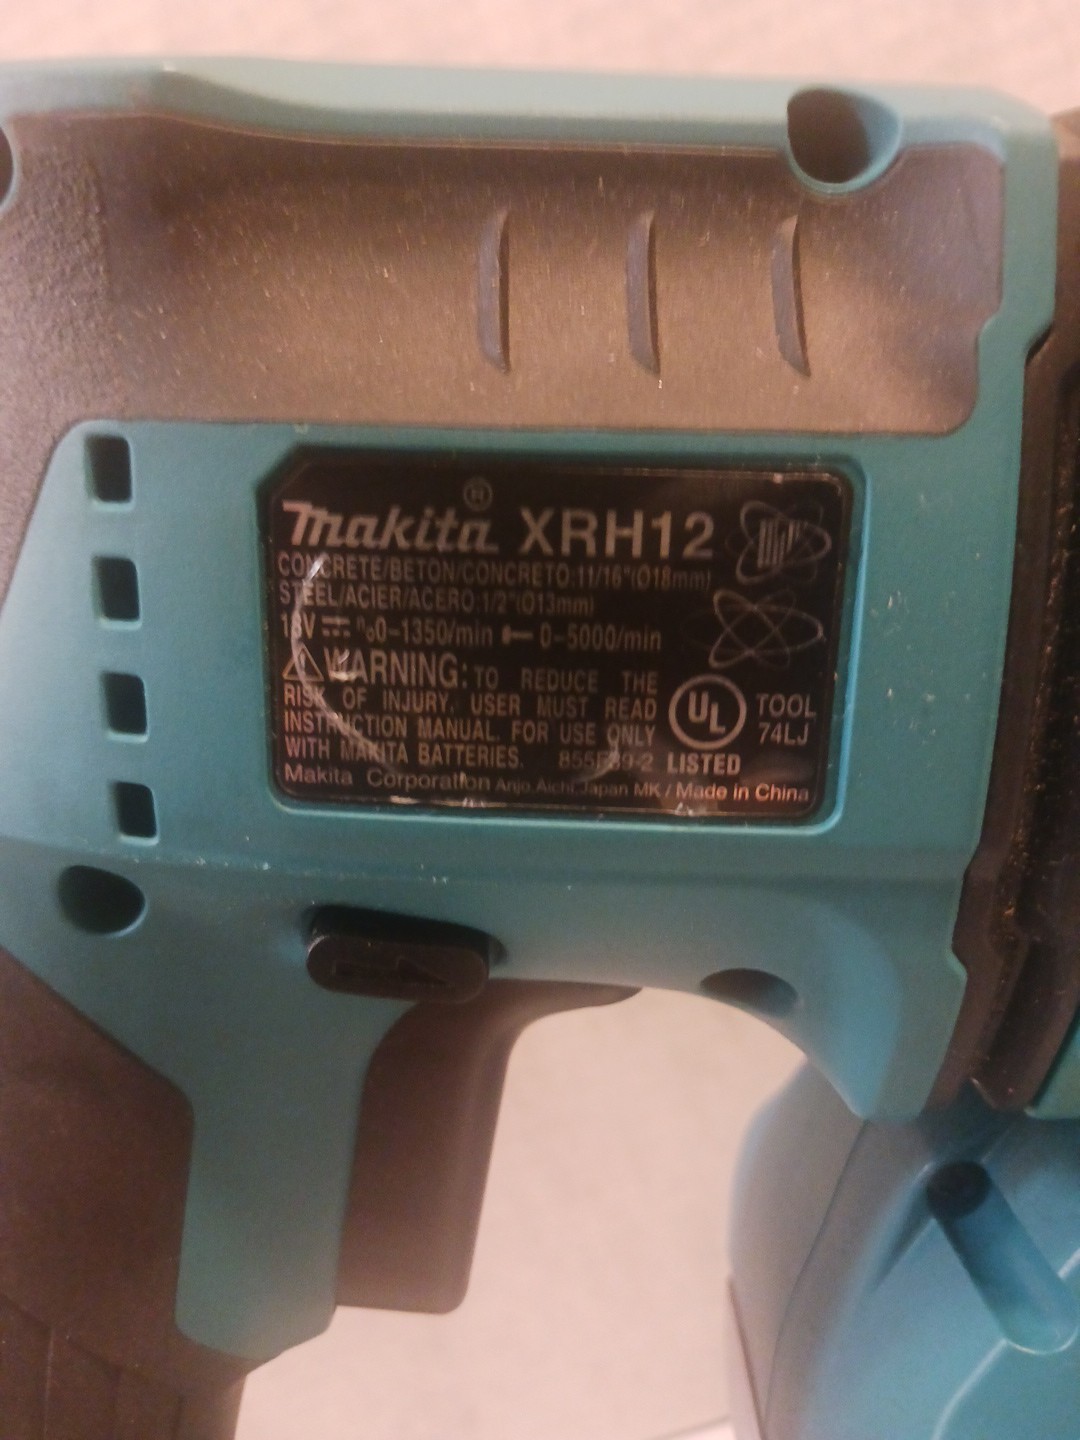 makita® XRH12
CONCRETE/BETON/CONCRETO:11/16"(Ø18mm)
STEEL/ACIER/ACERO:1/2"(Ø13mm)
18V ⎓ n₀0-1350/min 0-5000/min
⚠WARNING: TO REDUCE THE
RISK OF INJURY. USER MUST READ
INSTRUCTION MANUAL. FOR USE ONLY
WITH MAKITA BATTERIES.
UL LISTED
TOOL
74LJ
Makita Corporation Anjo,Aichi,Japan MK / Made in China